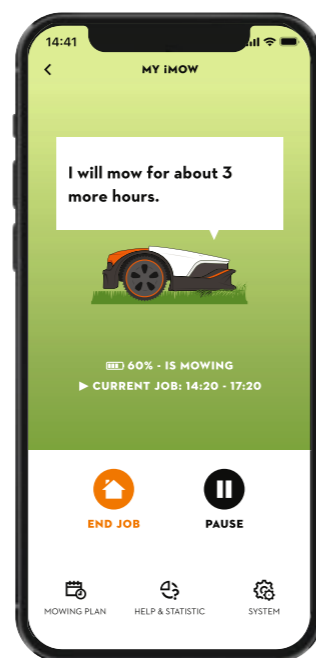 14:41
MY iMOW
I will mow for about 3
more hours.
60% - IS MOWING
CURRENT JOB: 14:20 - 17:20
END JOB
PAUSE
MOWING PLAN
HELP & STATISTIC
SYSTEM